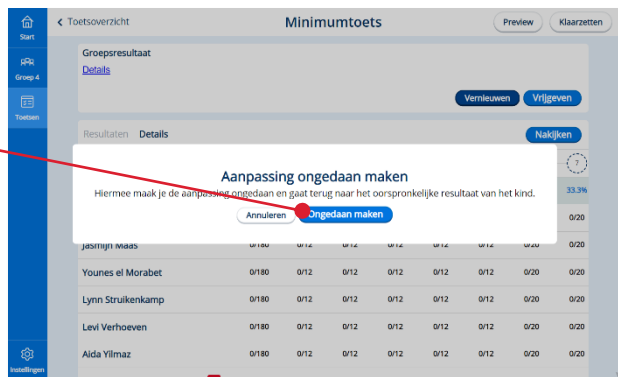 Start
Groep 4
Toetsen
Instellingen
Toetsoverzicht
Minimumtoets
Preview
Klaarzetten
Groepsresultaat
Details
Vernieuwen
Vrijgeven
Resultaten Details
Nakijken
?
33.3%
Aanpassing ongedaan maken
Hiermee maak je de aanpassing ongedaan en gaat terug naar het oorspronkelijke resultaat van het kind.
Annuleren
Ongedaan maken
0/20
Jasmijn Maas 0/180 0/12 0/12 0/12 0/12 0/12 0/20 0/20
Younes el Morabet 0/180 0/12 0/12 0/12 0/12 0/12 0/20 0/20
Lynn Struikenkamp 0/180 0/12 0/12 0/12 0/12 0/12 0/20 0/20
Levi Verhoeven 0/180 0/12 0/12 0/12 0/12 0/12 0/20 0/20
Aida Yilmaz 0/180 0/12 0/12 0/12 0/12 0/12 0/20 0/20